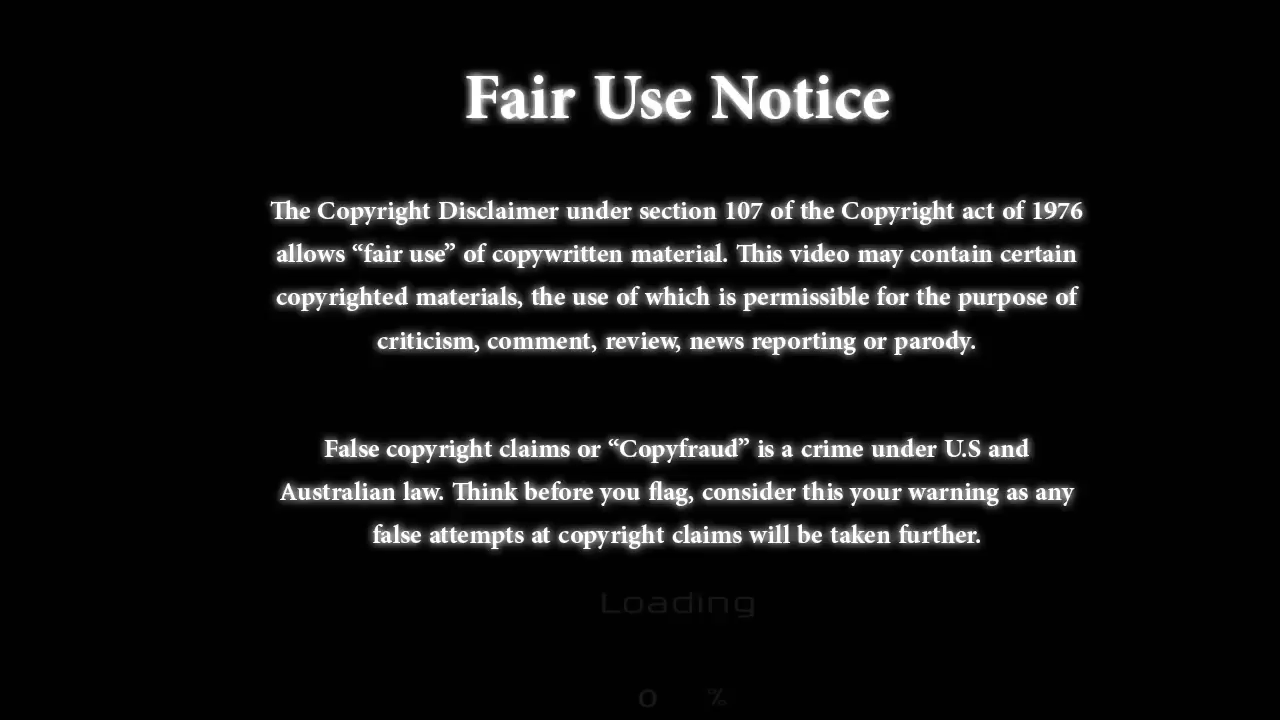 Fair Use Notice
The Copyright Disclaimer under section 107 of the Copyright act of 1976
allows “fair use” of copywritten material. This video may contain certain
copyrighted materials, the use of which is permissible for the purpose of
criticism, comment, review, news reporting or parody.
False copyright claims or “Copyfraud” is a crime under U.S and
Australian law. Think before you flag, consider this your warning as any
false attempts at copyright claims will be taken further.
Loading
0 %